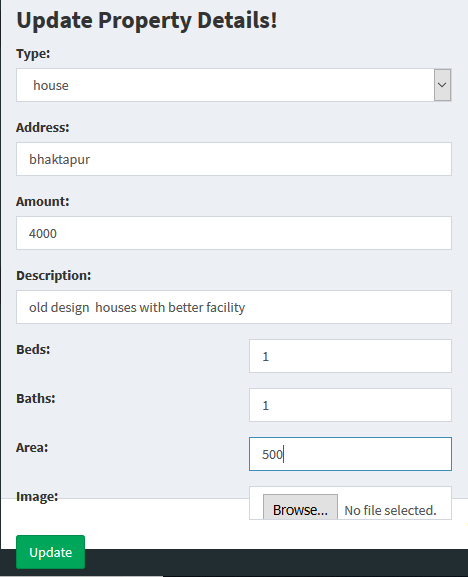 Update Property Details!
Type:
house
Address:
bhaktapur
Amount:
4000
Description:
old design  houses with better facility
Beds:
1
Baths:
1
Area:
500
Image:
Browse... No file selected.
Update